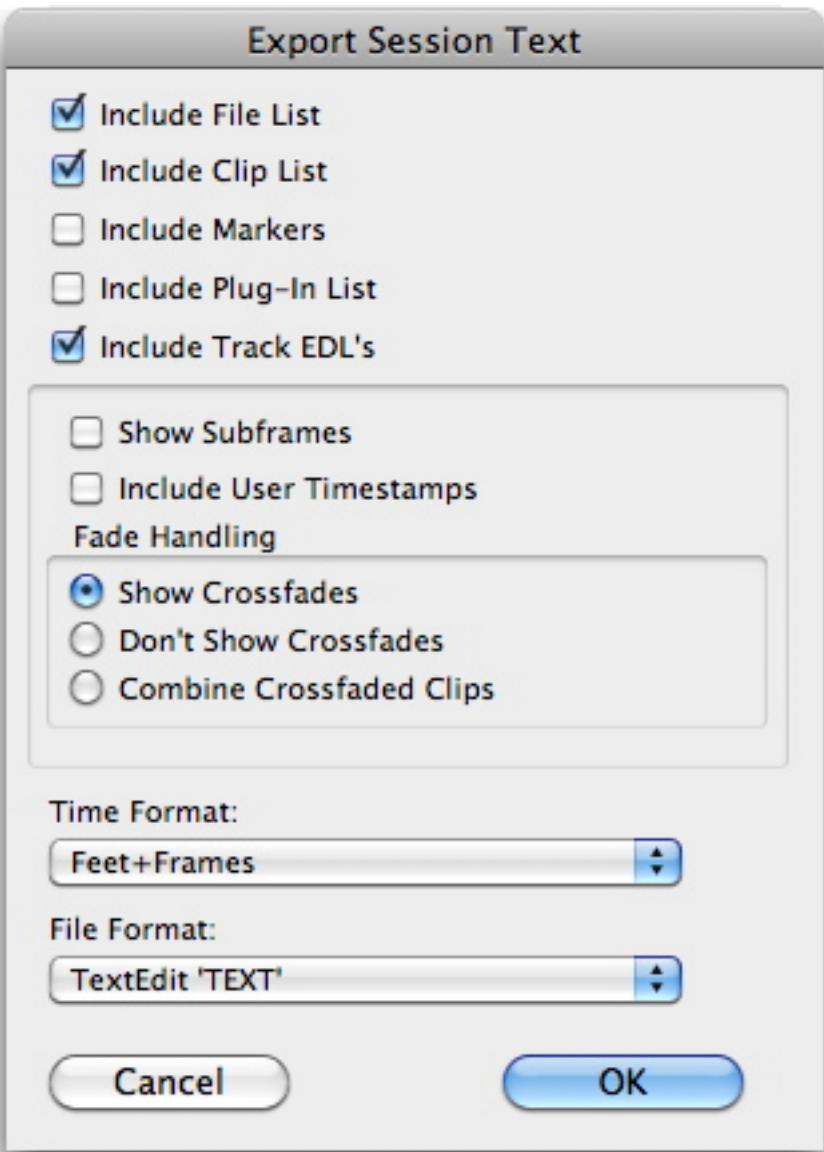 Export Session Text
Include File List
Include Clip List
Include Markers
Include Plug-In List
Include Track EDL's
Show Subframes
Include User Timestamps
Fade Handling
Show Crossfades
Don't Show Crossfades
Combine Crossfaded Clips
Time Format:
Feet+Frames
File Format:
TextEdit 'TEXT'
Cancel OK